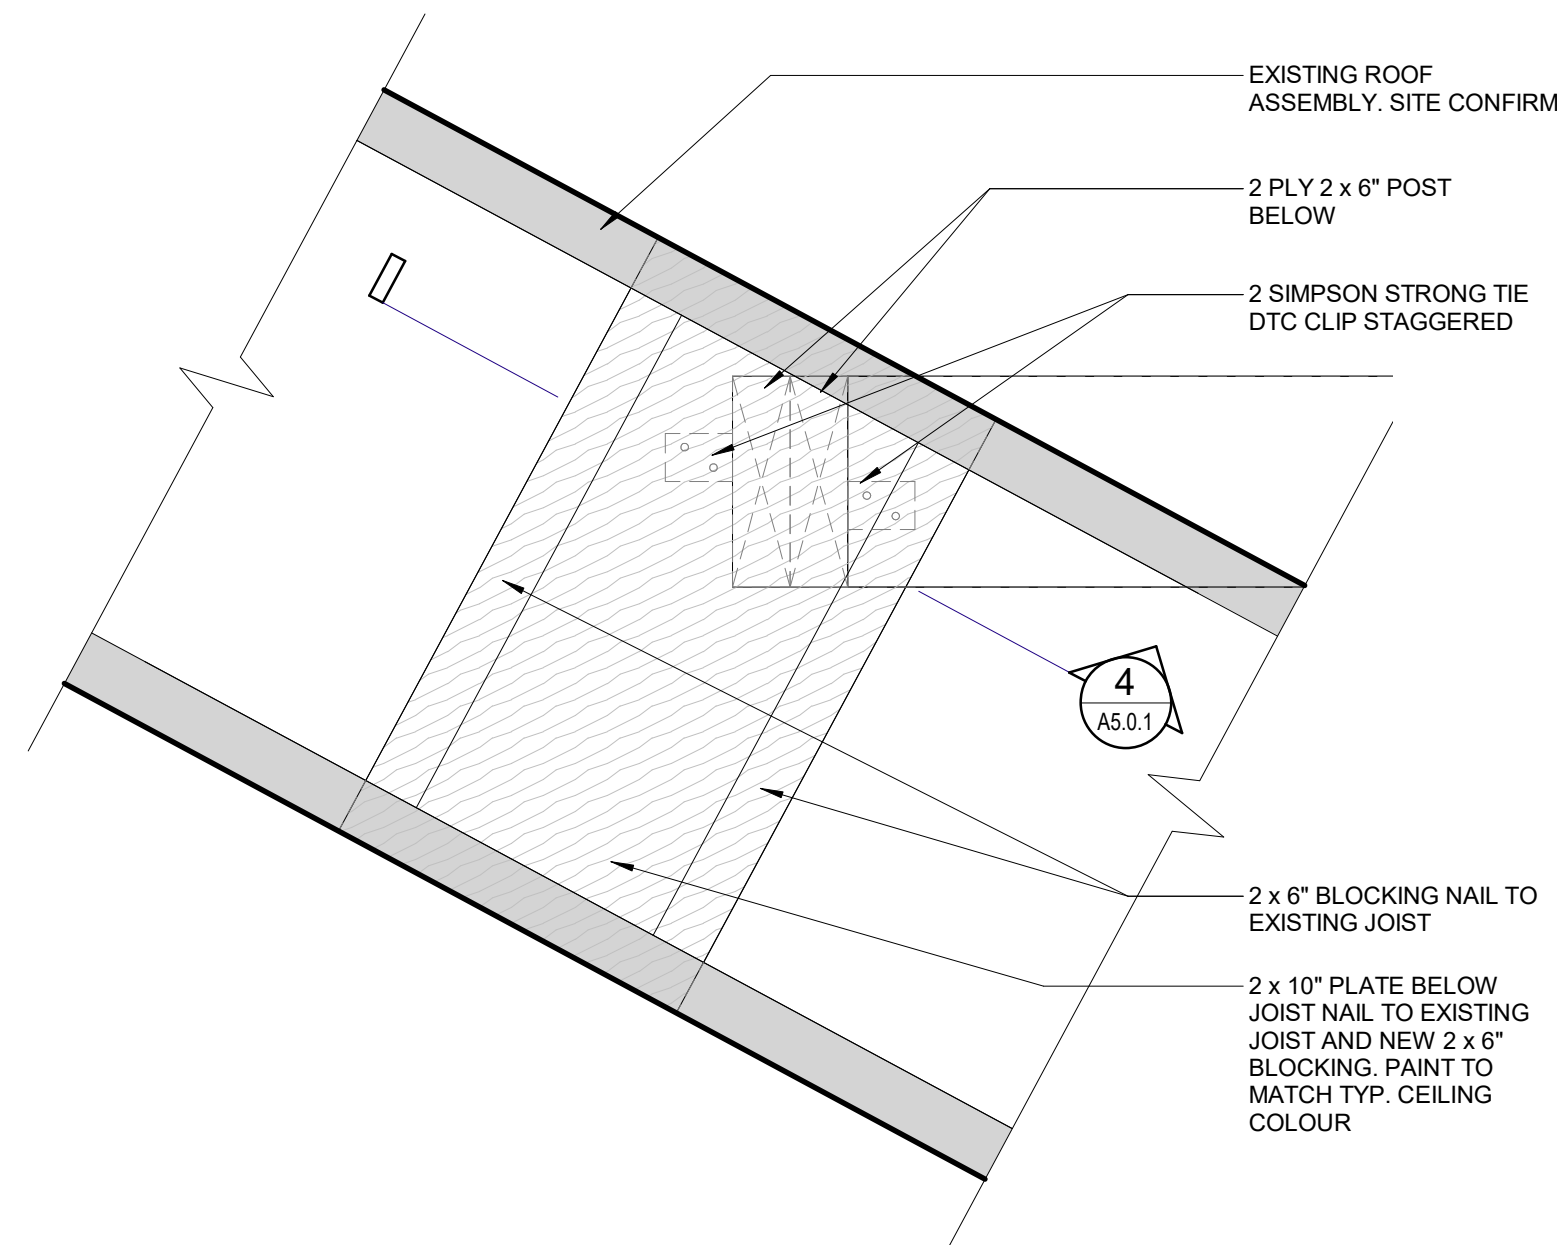 EXISTING ROOF
ASSEMBLY. SITE CONFIRM
2 PLY 2 x 6" POST
BELOW
2 SIMPSON STRONG TIE
DTC CLIP STAGGERED
4
A5.0.1
2 x 6" BLOCKING NAIL TO
EXISTING JOIST
2 x 10" PLATE BELOW
JOIST NAIL TO EXISTING
JOIST AND NEW 2 x 6"
BLOCKING. PAINT TO
MATCH TYP. CEILING
COLOUR